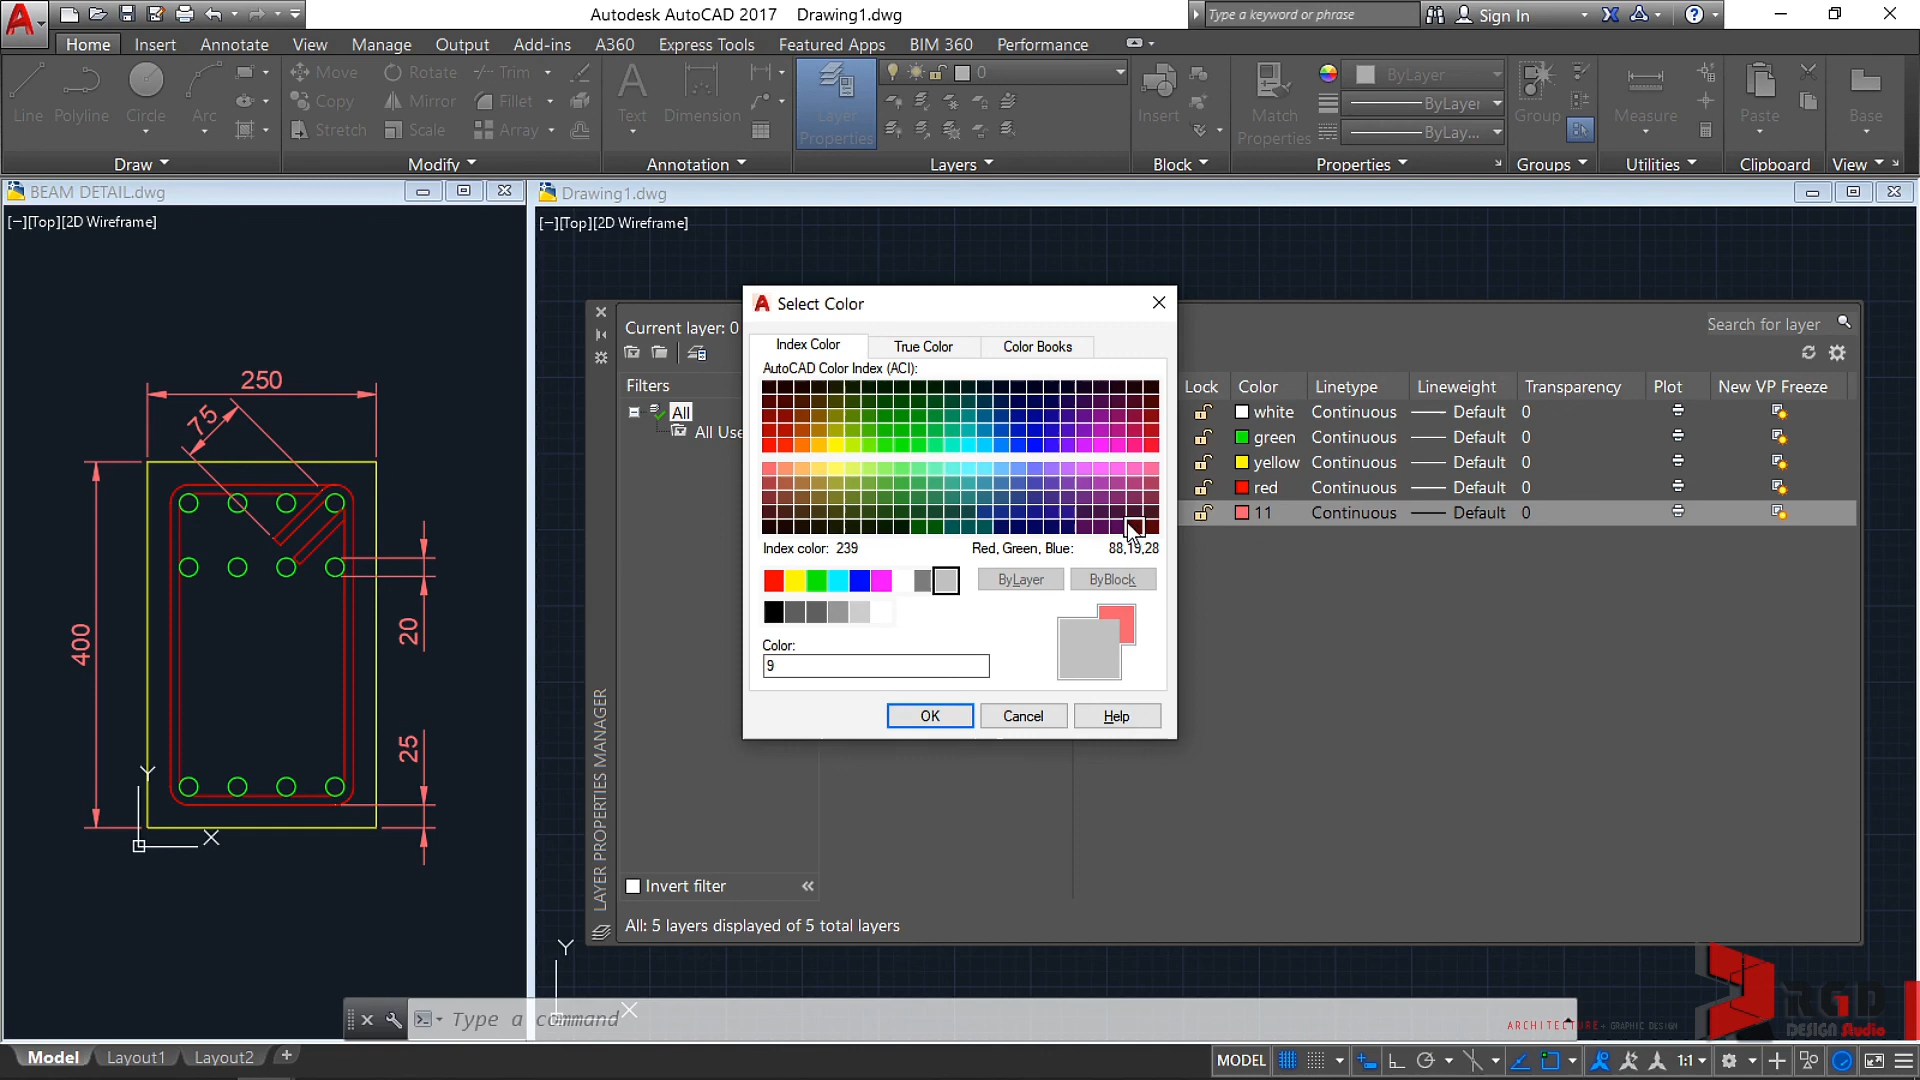 Autodesk AutoCAD 2017 Drawing1.dwg
Type a keyword or phrase
Sign In
Home Insert Annotate View Manage Output Add-ins A360 Express Tools Featured Apps BIM 360 Performance
Line Polyline Circle Arc
Move Rotate Trim
Copy Mirror Fillet
Stretch Scale Array
Text Dimension
Layer Properties
0
Insert
Match Properties
ByLayer
ByLayer
ByLay...
Group
Measure
Paste
Base
Draw Modify Annotation Layers Block Properties Groups Utilities Clipboard View
BEAM DETAIL.dwg
[−][Top][2D Wireframe]
250
75
400
20
25
Y
X
Drawing1.dwg
[−][Top][2D Wireframe]
Current layer: 0
Search for layer
Filters
All
All Use
Lock Color Linetype Lineweight Transparency Plot New VP Freeze
white Continuous Default 0
green Continuous Default 0
yellow Continuous Default 0
red Continuous Default 0
11 Continuous Default 0
Select Color
Index Color True Color Color Books
AutoCAD Color Index (ACI):
Index color: 239 Red, Green, Blue: 88,19,28
ByLayer ByBlock
Color:
9
OK Cancel Help
LAYER PROPERTIES MANAGER
Invert filter
All: 5 layers displayed of 5 total layers
Y
X
Type a command
RGD
DESIGN Studio
ARCHITECTURE + GRAPHIC DESIGN
Model Layout1 Layout2 +
MODEL 1:1